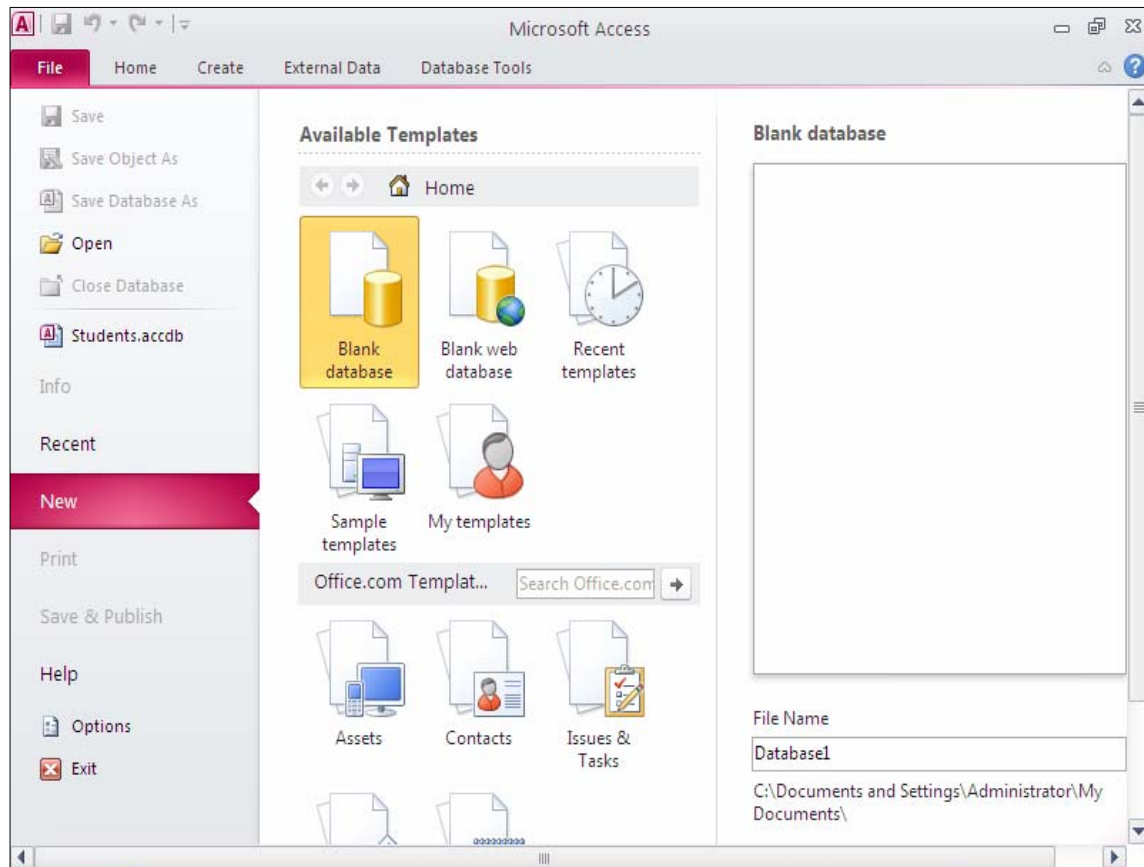 Microsoft Access
File Home Create External Data Database Tools
Save
Save Object As
Save Database As
Open
Close Database
Students.accdb
Info
Recent
New
Print
Save & Publish
Help
Options
Exit
Available Templates
Home
Blank
database
Blank web
database
Recent
templates
Sample
templates
My templates
Office.com Templat...
Search Office.com
Assets
Contacts
Issues &
Tasks
Blank database
File Name
Database1
C:\Documents and Settings\Administrator\My
Documents\